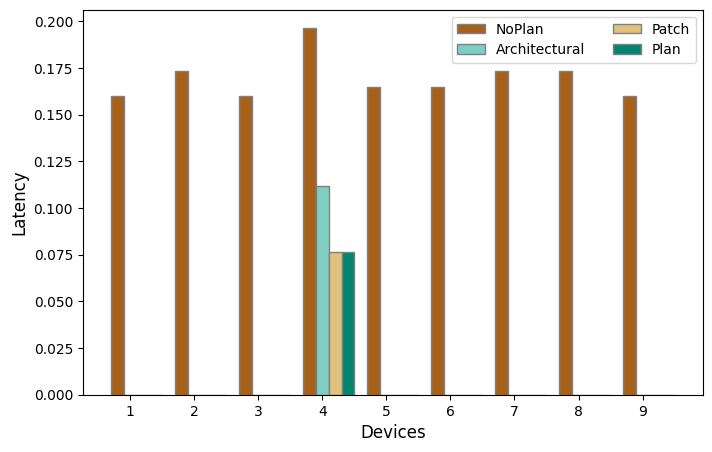 0.200
0.175
0.150
0.125
0.100
0.075
0.050
0.025
0.000
Latency
NoPlan
Architectural
Patch
Plan
1 2 3 4 5 6 7 8 9
Devices